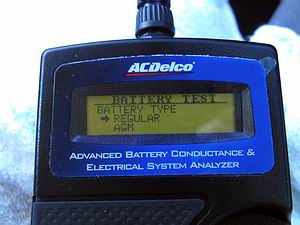 ACDelco
BATTERY TEST
BATTERY TYPE
➔ REGULAR
AGM
ADVANCED BATTERY CONDUCTANCE &
ELECTRICAL SYSTEM ANALYZER